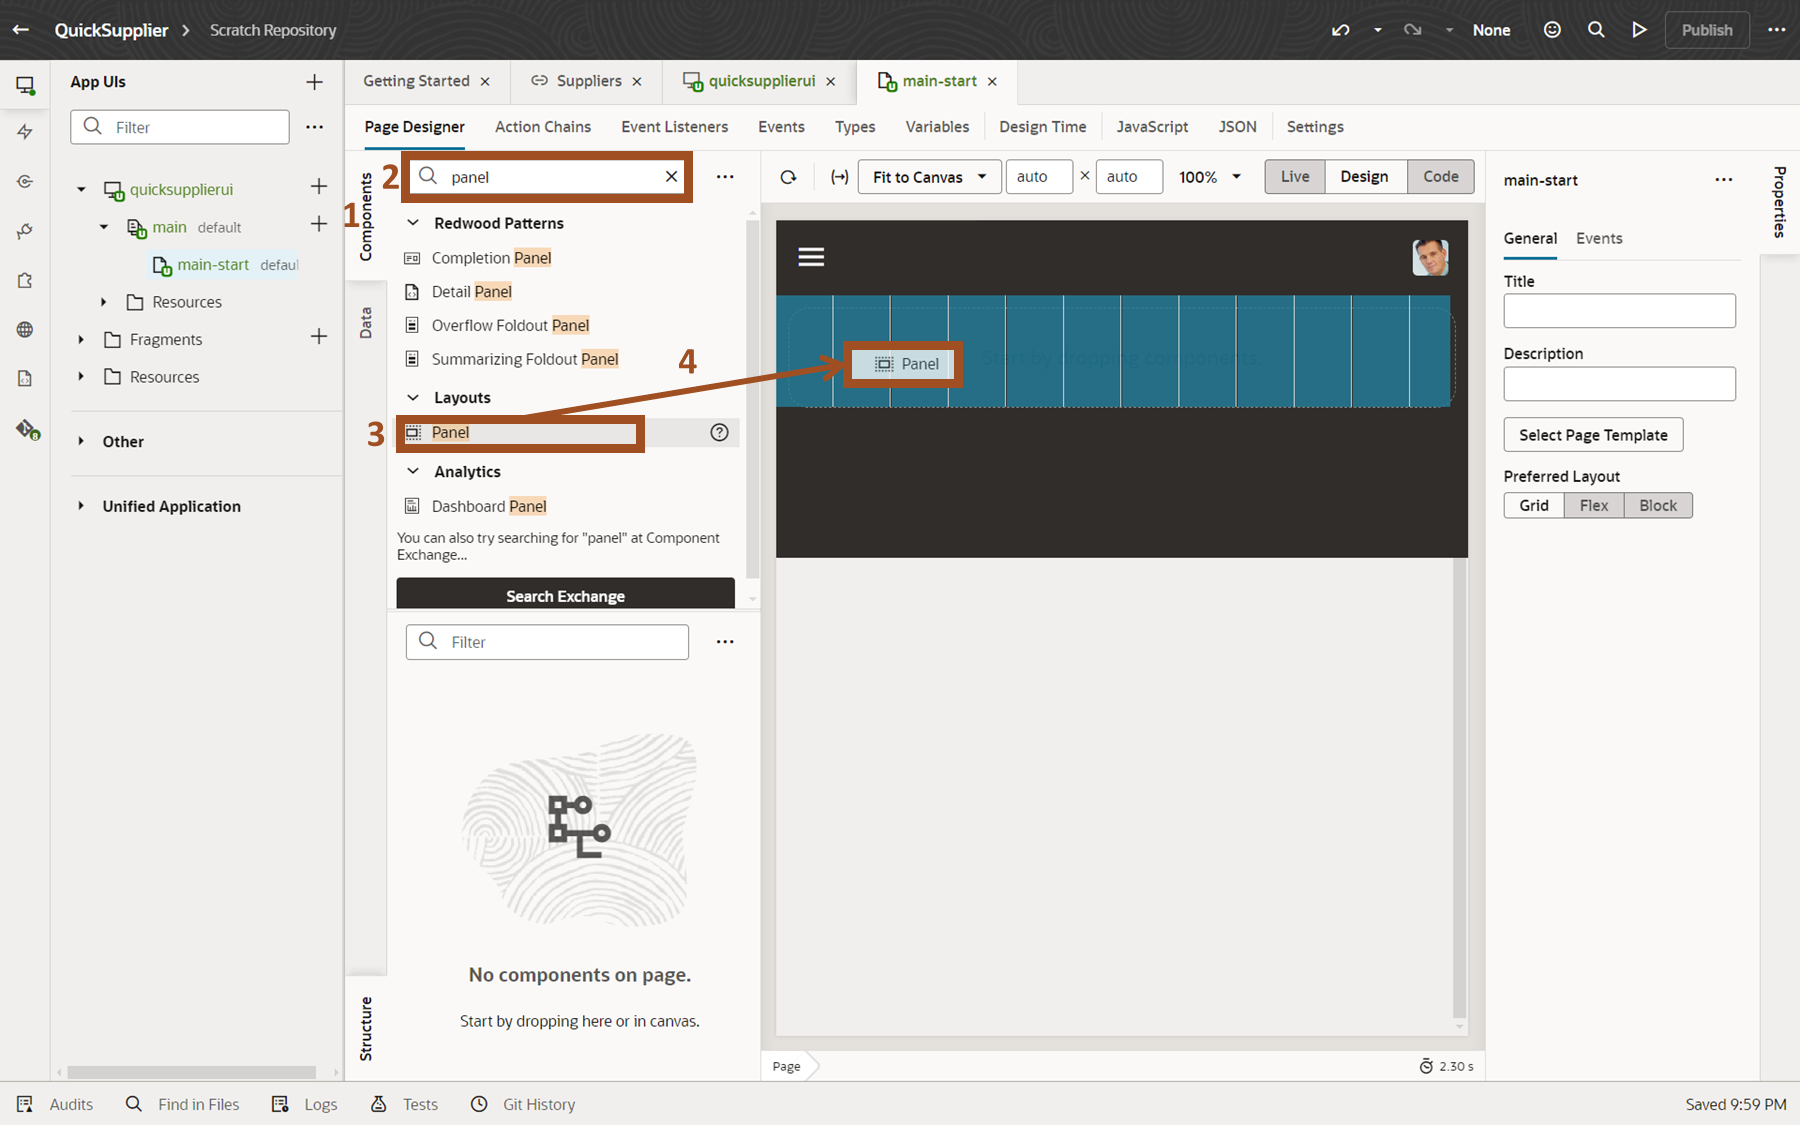 QuickSupplier > Scratch Repository
None
Publish
App UIs
Filter
quicksupplierui
main default
main-start defaul
Resources
Fragments
Resources
Other
Unified Application
Getting Started ×
Suppliers ×
quicksupplierui ×
main-start ×
Page Designer
Action Chains
Event Listeners
Events
Types
Variables
Design Time
JavaScript
JSON
Settings
1
Components
Data
Structure
2
panel
Redwood Patterns
Completion Panel
Detail Panel
Overflow Foldout Panel
Summarizing Foldout Panel
4
Layouts
3
Panel
Analytics
Dashboard Panel
You can also try searching for "panel" at Component
Exchange...
Search Exchange
Filter
No components on page.
Start by dropping here or in canvas.
Fit to Canvas
auto × auto
100%
Live
Design
Code
Panel
Start by dropping components.
Page
2.30 s
main-start
Properties
General
Events
Title
Description
Select Page Template
Preferred Layout
Grid
Flex
Block
8
Audits
Find in Files
Logs
Tests
Git History
Saved 9:59 PM